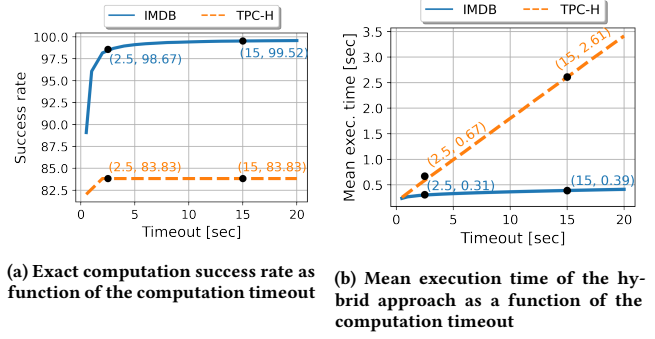 IMDB TPC-H
100.0
97.5
95.0
92.5
90.0
87.5
85.0
82.5
Success rate
(2.5, 98.67)
(15, 99.52)
(2.5, 83.83)
(15, 83.83)
0 5 10 15 20
Timeout [sec]
(a) Exact computation success rate as
function of the computation timeout
IMDB TPC-H
3.5
3.0
2.5
2.0
1.5
1.0
0.5
Mean exec. time [sec]
(15, 2.61)
(2.5, 0.67)
(2.5, 0.31)
(15, 0.39)
0 5 10 15 20
Timeout [sec]
(b) Mean execution time of the hy-
brid approach as a function of the
computation timeout